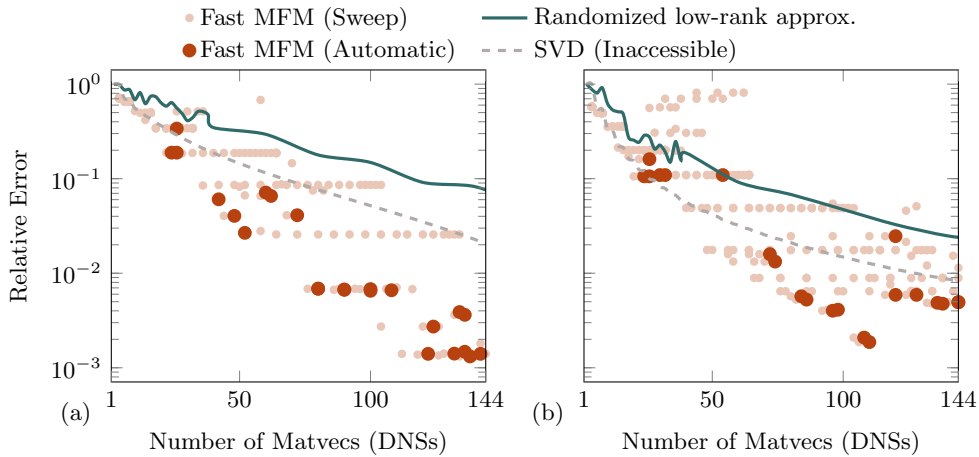 Fast MFM (Sweep)
Randomized low-rank approx.
Fast MFM (Automatic)
SVD (Inaccessible)
Relative Error
10^0
10^−1
10^−2
10^−3
1 50 100 144
(a)
Number of Matvecs (DNSs)
1 50 100 144
(b)
Number of Matvecs (DNSs)